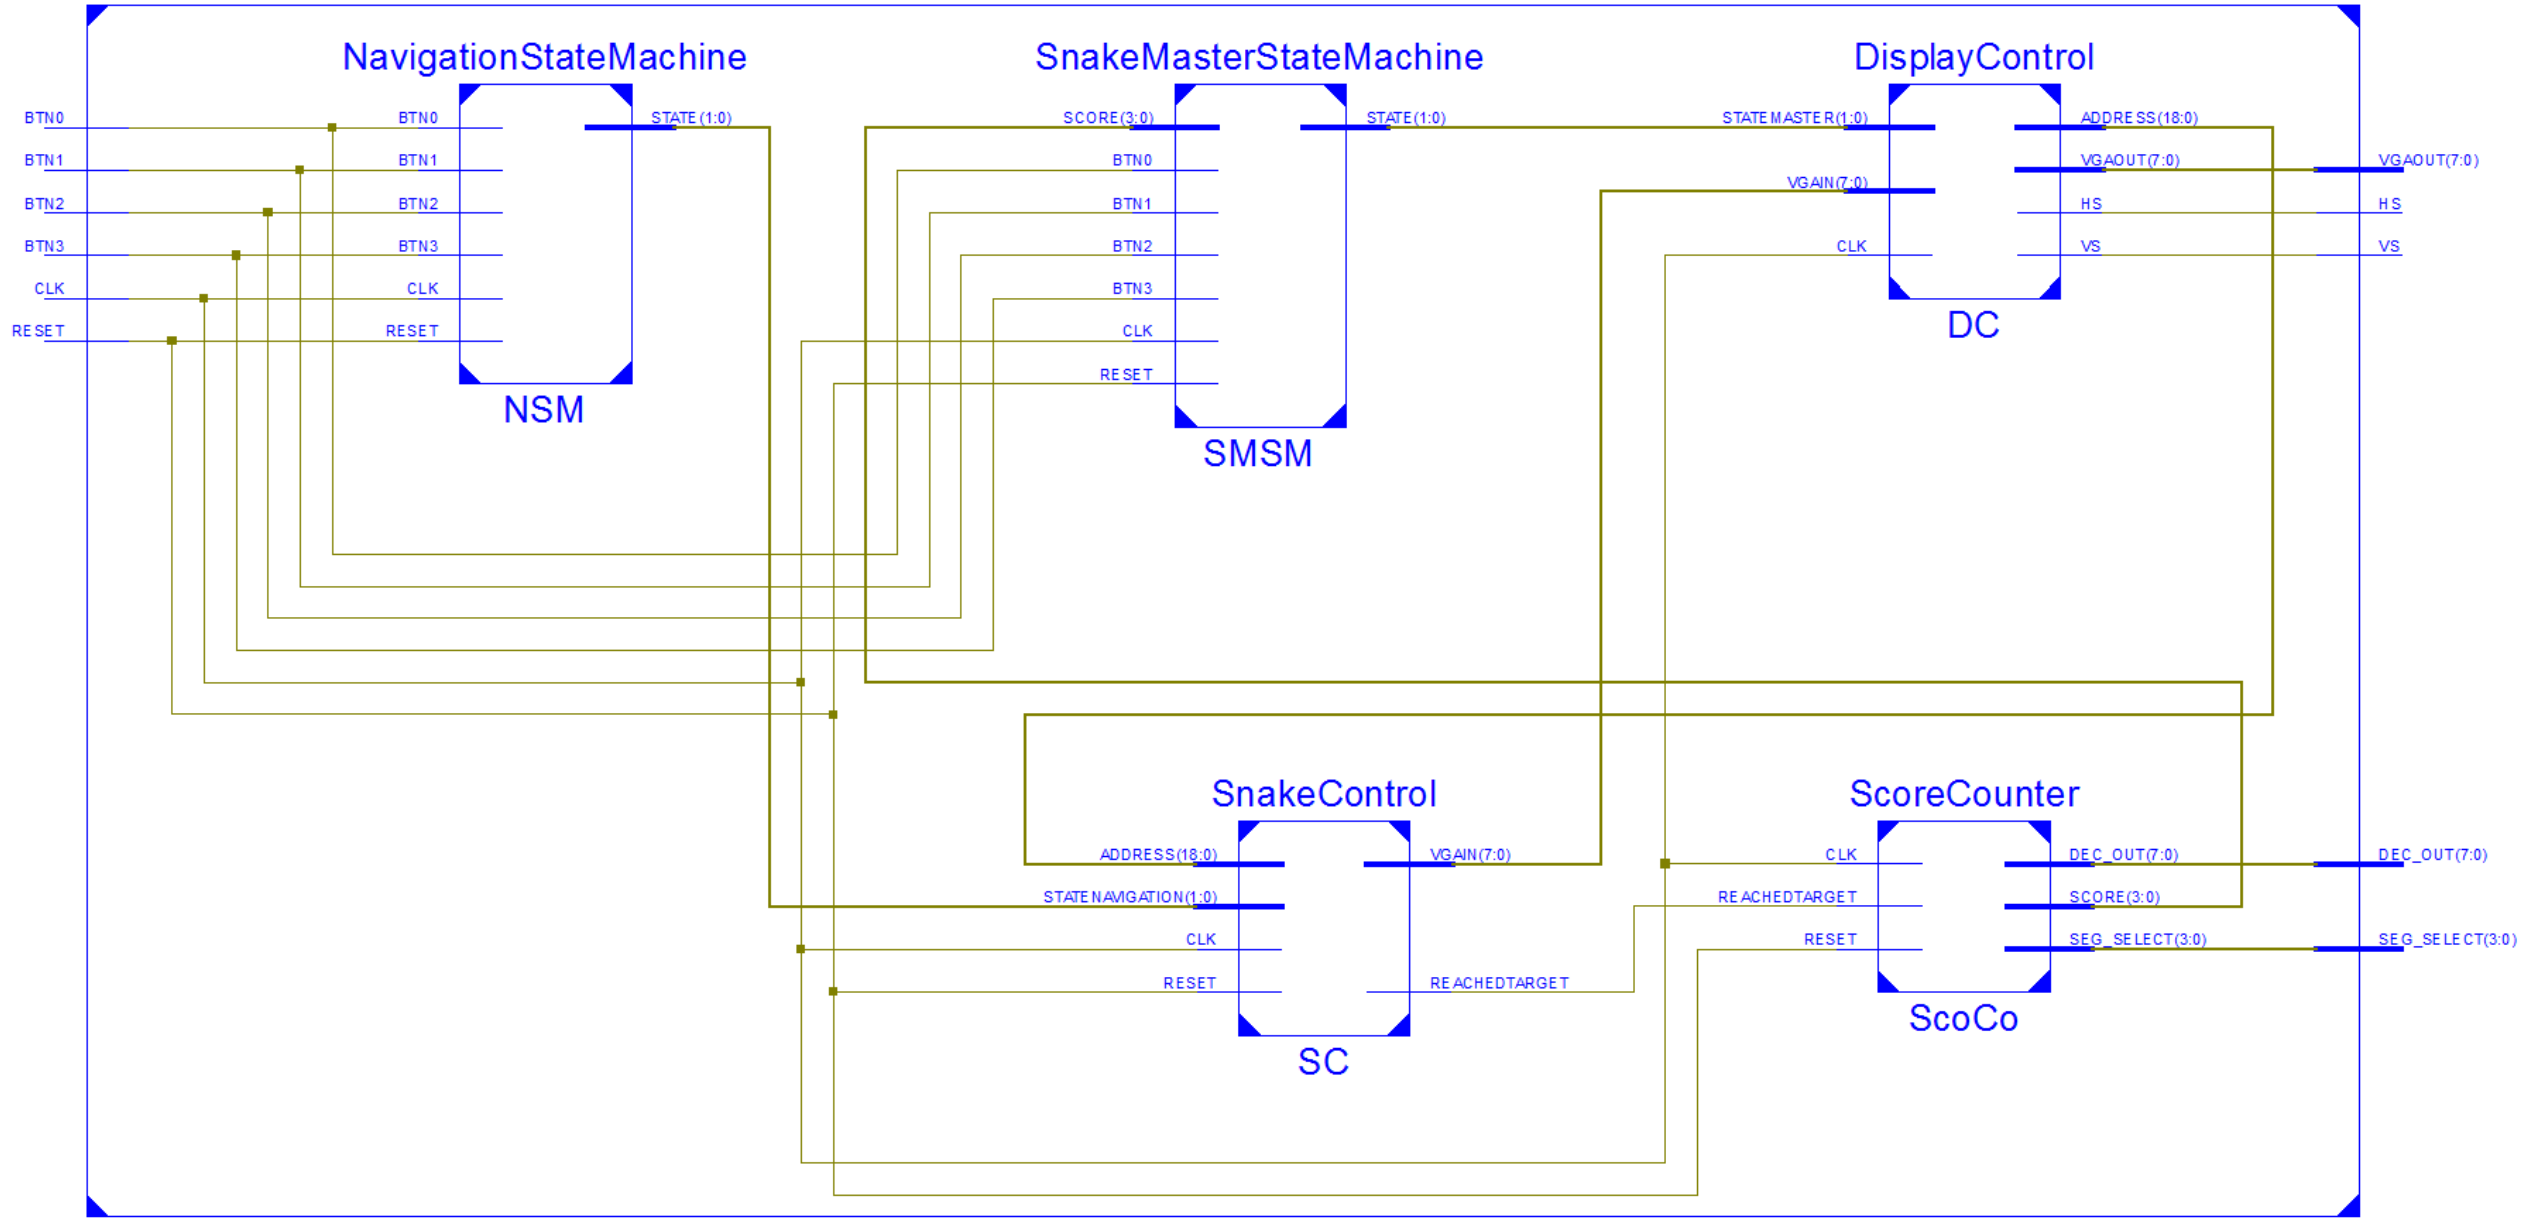 NavigationStateMachine
SnakeMasterStateMachine
DisplayControl
BTN0
BTN0
STATE(1:0)
SCORE(3:0)
STATE(1:0)
STATEMASTER(1:0)
ADDRESS(18:0)
BTN1
BTN1
BTN0
VGAOUT(7:0)
VGAOUT(7:0)
VGAIN(7:0)
BTN2
BTN2
BTN1
HS
HS
BTN3
BTN3
BTN2
CLK
VS
VS
CLK
CLK
BTN3
RESET
RESET
CLK
DC
RESET
NSM
SMSM
SnakeControl
ScoreCounter
ADDRESS(18:0)
VGAIN(7:0)
CLK
DEC_OUT(7:0)
DEC_OUT(7:0)
STATENAVIGATION(1:0)
REACHEDTARGET
SCORE(3:0)
CLK
RESET
SEG_SELECT(3:0)
SEG_SELECT(3:0)
RESET
REACHEDTARGET
ScoCo
SC